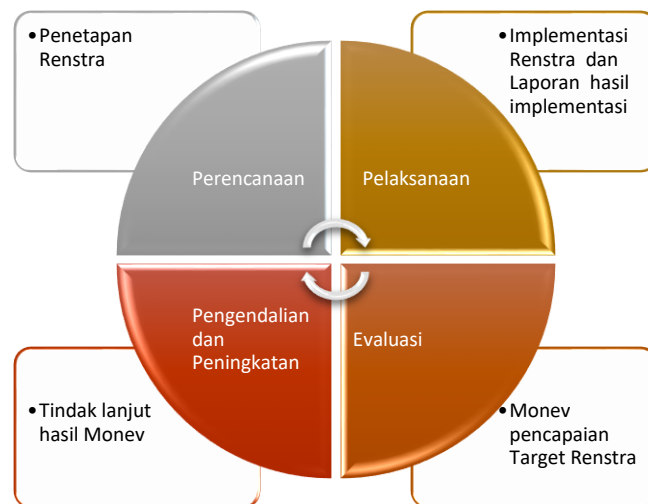 •Penetapan
Renstra
•Implementasi
Renstra dan
Laporan hasil
implementasi
Perencanaan
Pelaksanaan
Pengendalian
dan
Peningkatan
Evaluasi
•Tindak lanjut
hasil Monev
•Monev
pencapaian
Target Renstra